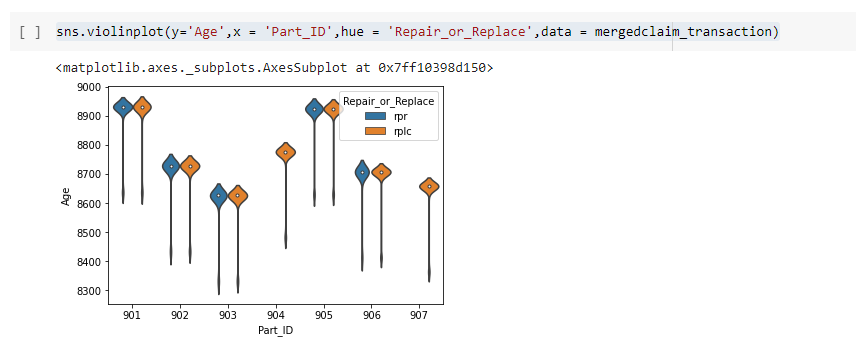 [ ] sns.violinplot(y='Age',x = 'Part_ID',hue = 'Repair_or_Replace',data = mergedclaim_transaction)
<matplotlib.axes._subplots.AxesSubplot at 0x7ff10398d150>
9000
Repair_or_Replace
8900
rpr
rplc
8800
8700
Age
8600
8500
8400
8300
901 902 903 904 905 906 907
Part_ID